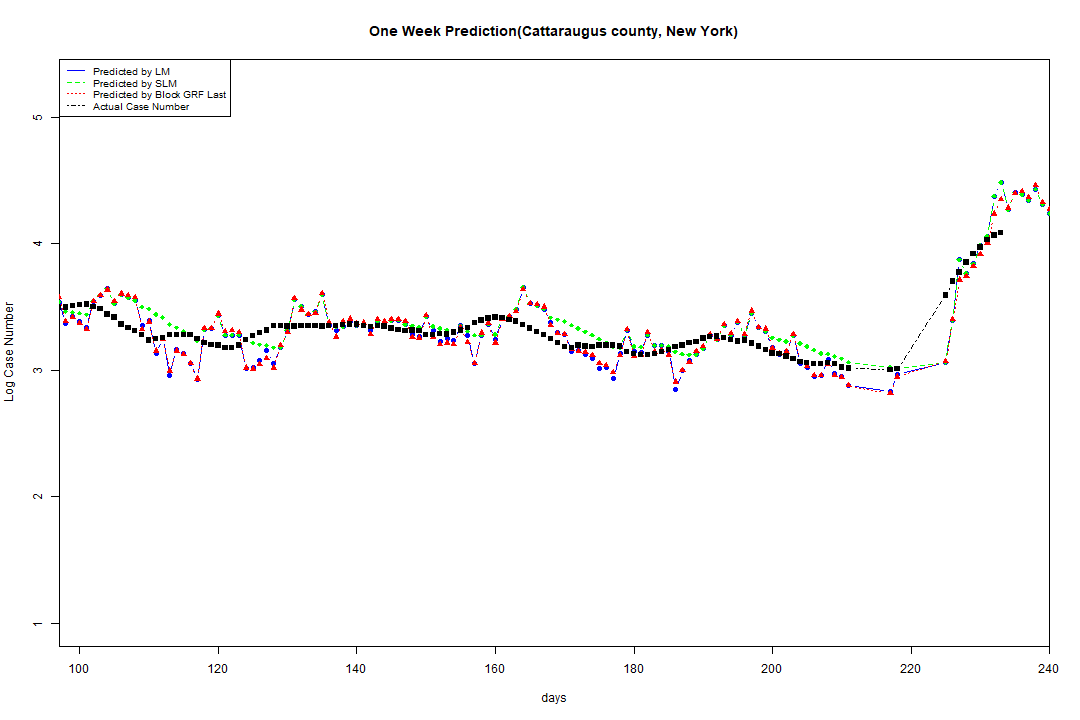 One Week Prediction(Cattaraugus county, New York)
Predicted by LM
Predicted by SLM
Predicted by Block GRF Last
Actual Case Number
Log Case Number
5
4
3
2
1
100 120 140 160 180 200 220 240
days